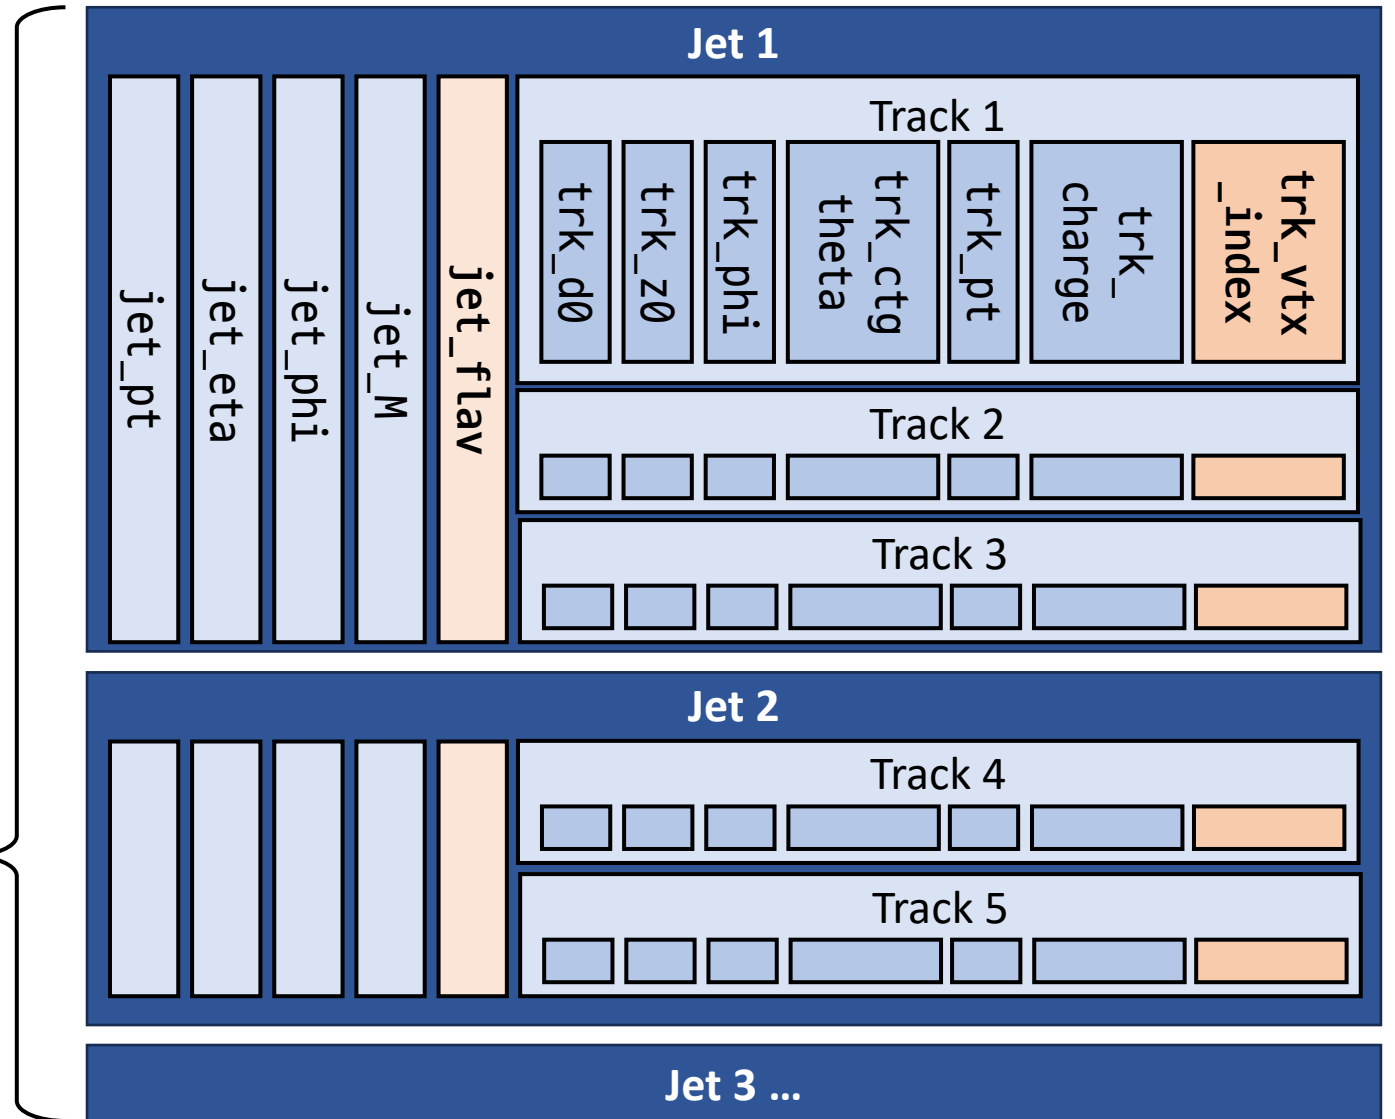 Jet 1
jet_pt
jet_eta
jet_phi
jet_M
jet_flav
Track 1
trk_d0
trk_z0
trk_phi
trk_ctg
theta
trk_pt
trk_
charge
trk_vtx
_index
Track 2
Track 3
Jet 2
Track 4
Track 5
Jet 3 ...